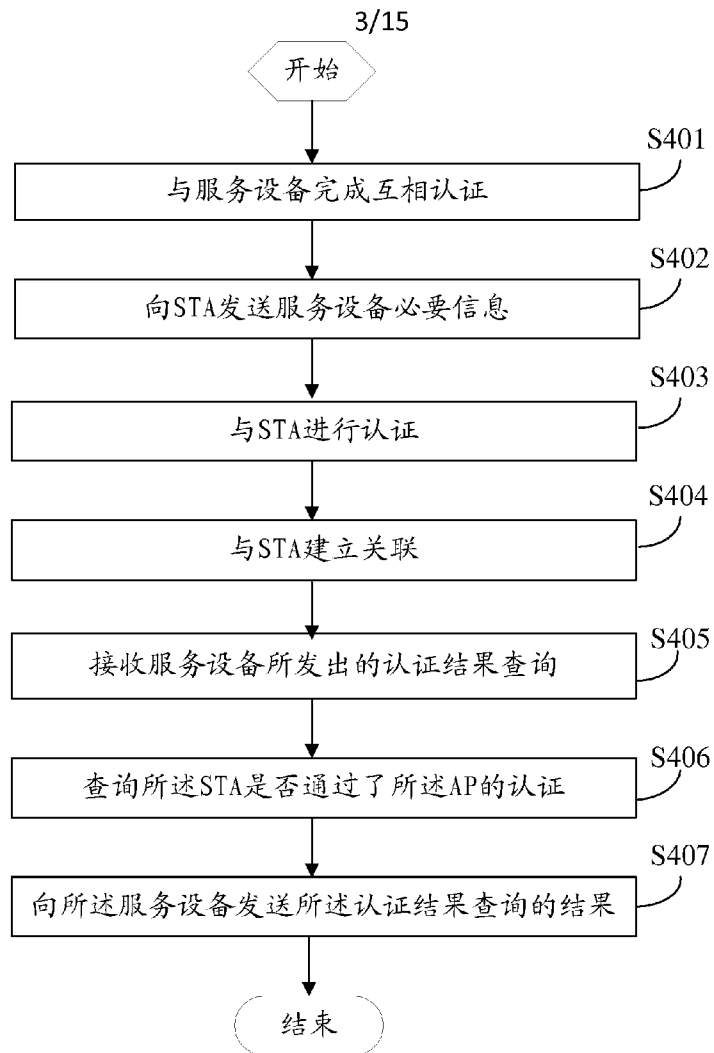 3/15
开始
S401
与服务设备完成互相认证
S402
向STA发送服务设备必要信息
S403
与STA进行认证
S404
与STA建立关联
S405
接收服务设备所发出的认证结果查询
S406
查询所述STA是否通过了所述AP的认证
S407
向所述服务设备发送所述认证结果查询的结果
结束